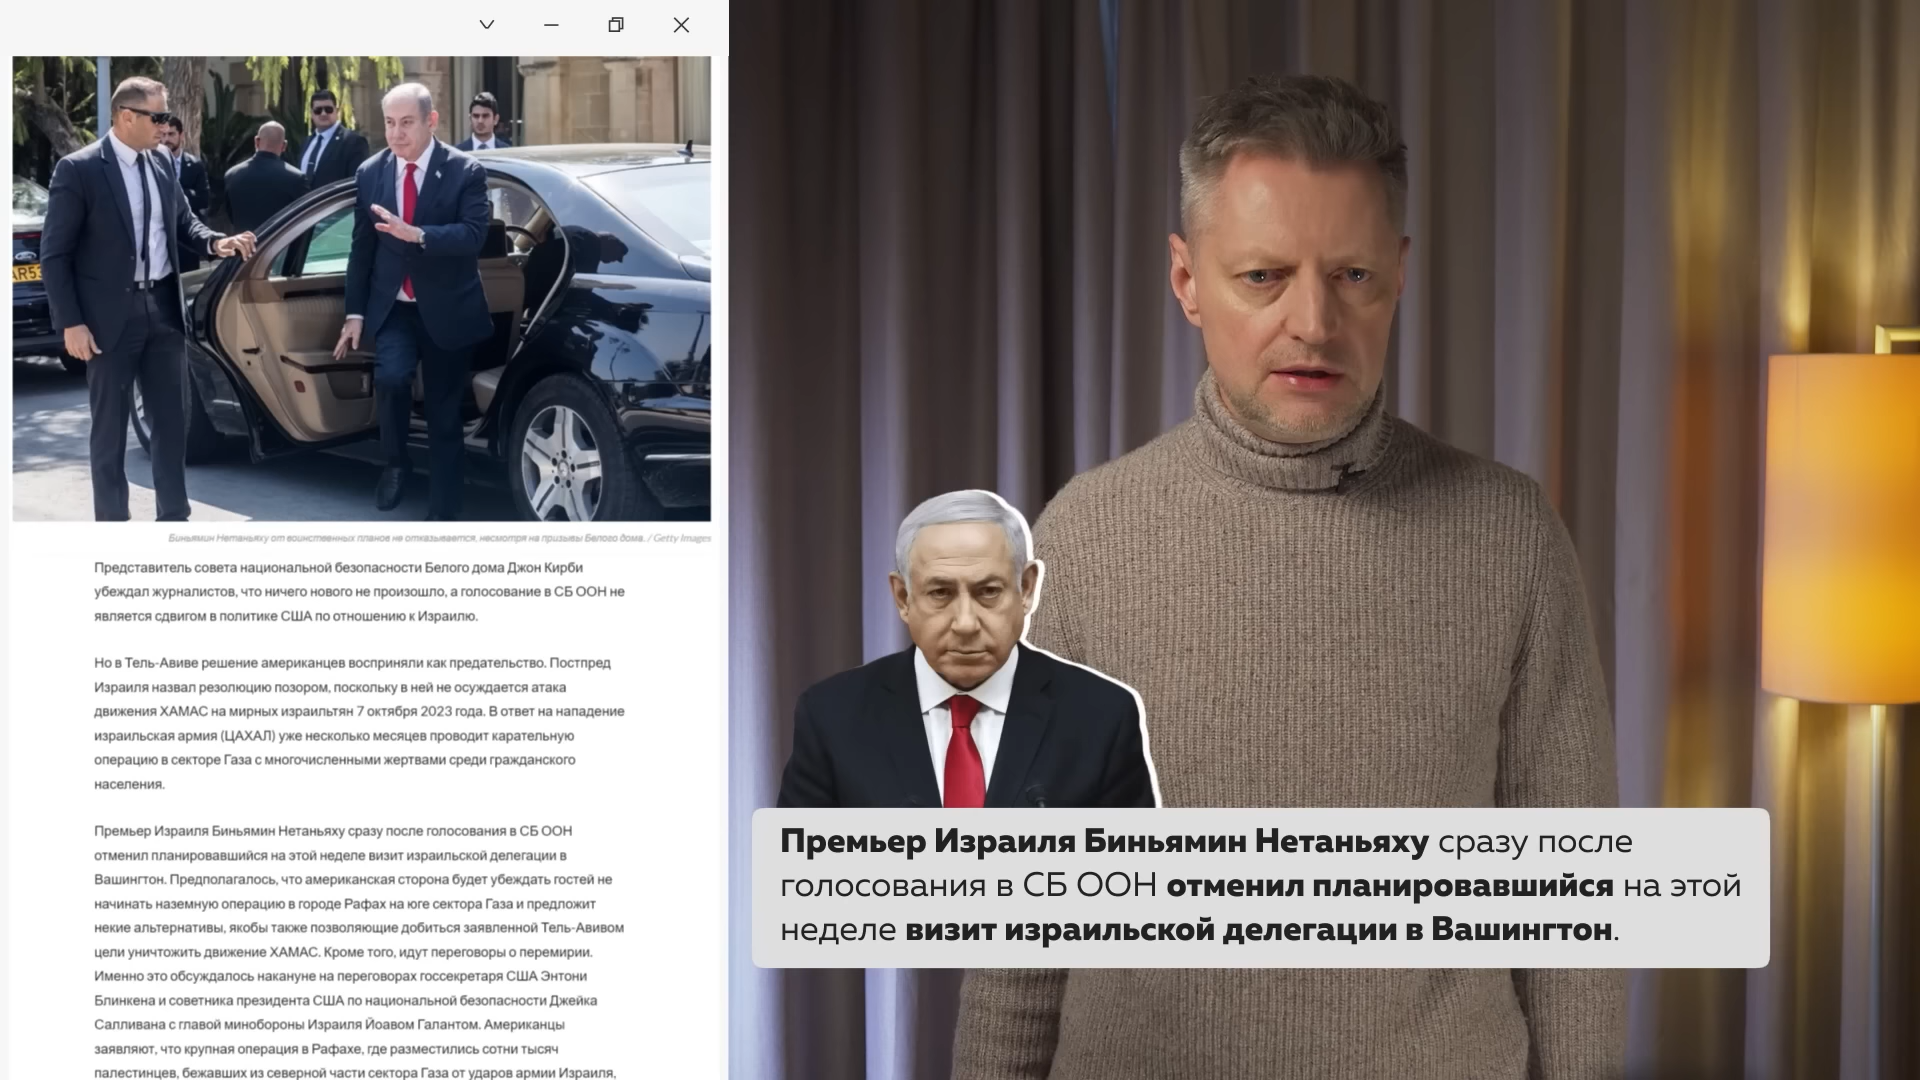 AR53
Биньямин Нетаньяху от воинственных планов не отказывается, несмотря на призывы Белого дома. / Getty Images
Представитель совета национальной безопасности Белого дома Джон Кирби
убеждал журналистов, что ничего нового не произошло, а голосование в СБ ООН не
является сдвигом в политике США по отношению к Израилю.
Но в Тель-Авиве решение американцев восприняли как предательство. Постпред
Израиля назвал резолюцию позором, поскольку в ней не осуждается атака
движения ХАМАС на мирных израильтян 7 октября 2023 года. В ответ на нападение
израильская армия (ЦАХАЛ) уже несколько месяцев проводит карательную
операцию в секторе Газа с многочисленными жертвами среди гражданского
населения.
Премьер Израиля Биньямин Нетаньяху сразу после голосования в СБ ООН
отменил планировавшийся на этой неделе визит израильской делегации в
Вашингтон. Предполагалось, что американская сторона будет убеждать гостей не
начинать наземную операцию в городе Рафах на юге сектора Газа и предложит
некие альтернативы, якобы также позволяющие добиться заявленной Тель-Авивом
цели уничтожить движение ХАМАС. Кроме того, идут переговоры о перемирии.
Именно это обсуждалось накануне на переговорах госсекретаря США Энтони
Блинкена и советника президента США по национальной безопасности Джейка
Салливана с главой минобороны Израиля Йоавом Галантом. Американцы
заявляют, что крупная операция в Рафахе, где разместились сотни тысяч
палестинцев, бежавших из северной части сектора Газа от ударов армии Израиля,
Премьер Израиля Биньямин Нетаньяху сразу после
голосования в СБ ООН отменил планировавшийся на этой
неделе визит израильской делегации в Вашингтон.